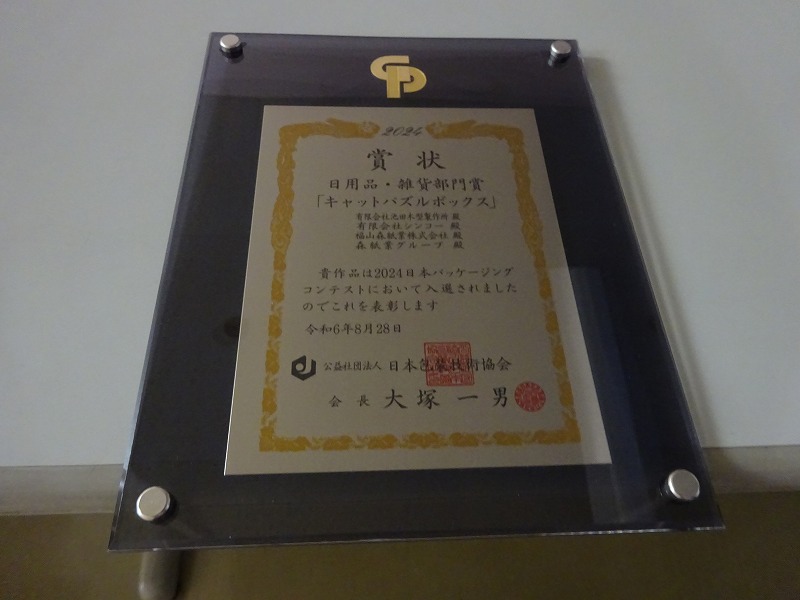 CP
2024
賞状
日用品・雑貨部門賞
「キャットパズルボックス」
有限会社池田木型製作所 殿
有限会社シンコー 殿
福山森紙業株式会社 殿
森紙業グループ 殿
貴作品は2024日本パッケージング
コンテストにおいて入選されました
のでこれを表彰します
令和6年8月28日
公益社団法人 日本包装技術協会
会長 大塚一男